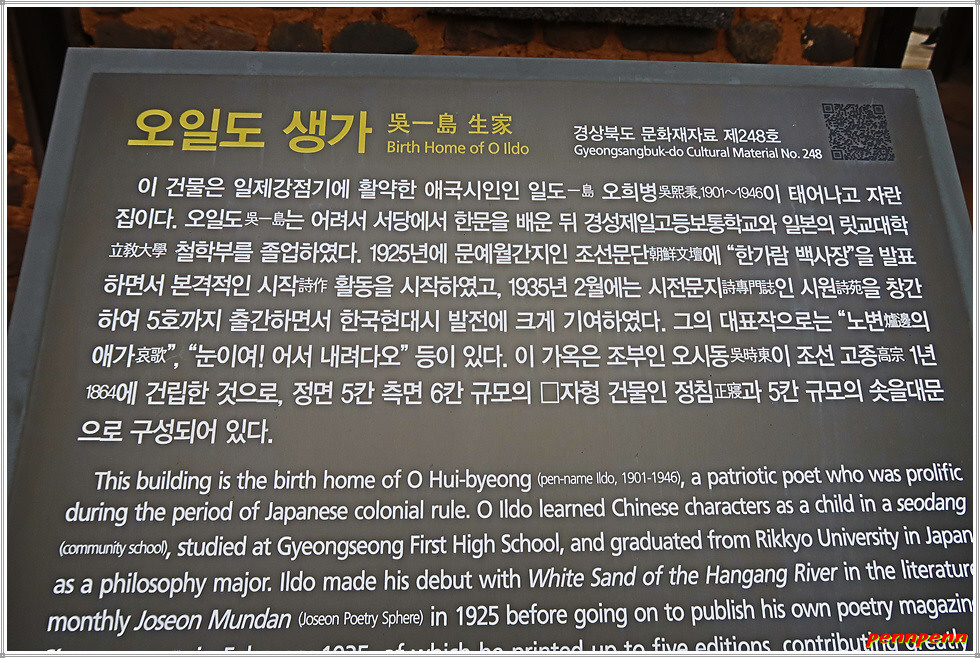 오일도 생가 吳一島 生家
Birth Home of O Ildo
경상북도 문화재자료 제248호
Gyeongsangbuk-do Cultural Material No. 248
이 건물은 일제강점기에 활약한 애국시인인 일도一島 오희병吳熙秉, 1901~1946이 태어나고 자란
집이다. 오일도吳一島는 어려서 서당에서 한문을 배운 뒤 경성제일고등보통학교와 일본의 릿교대학
立敎大學 철학부를 졸업하였다. 1925년에 문예월간지인 조선문단朝鮮文壇에 “한가람 백사장”을 발표
하면서 본격적인 시작詩作 활동을 시작하였고, 1935년 2월에는 시전문지詩專門誌인 시원詩苑을 창간
하여 5호까지 출간하면서 한국현대시 발전에 크게 기여하였다. 그의 대표작으로는 “노변爐邊의
애가哀歌”, “눈이여! 어서 내려다오” 등이 있다. 이 가옥은 조부인 오시동吳時東이 조선 고종高宗 1년
1864에 건립한 것으로, 정면 5칸 측면 6칸 규모의 □자형 건물인 정침正寢과 5칸 규모의 솟을대문
으로 구성되어 있다.
This building is the birth home of O Hui-byeong (pen-name Ildo, 1901-1946), a patriotic poet who was prolific
during the period of Japanese colonial rule. O Ildo learned Chinese characters as a child in a seodang
(community school), studied at Gyeongseong First High School, and graduated from Rikkyo University in Japan
as a philosophy major. Ildo made his debut with White Sand of the Hangang River in the literature
monthly Joseon Mundan (Joseon Poetry Sphere) in 1925 before going on to publish his own poetry magazin
1935, of which he printed up to five editions, contributing greatly
pennpenn